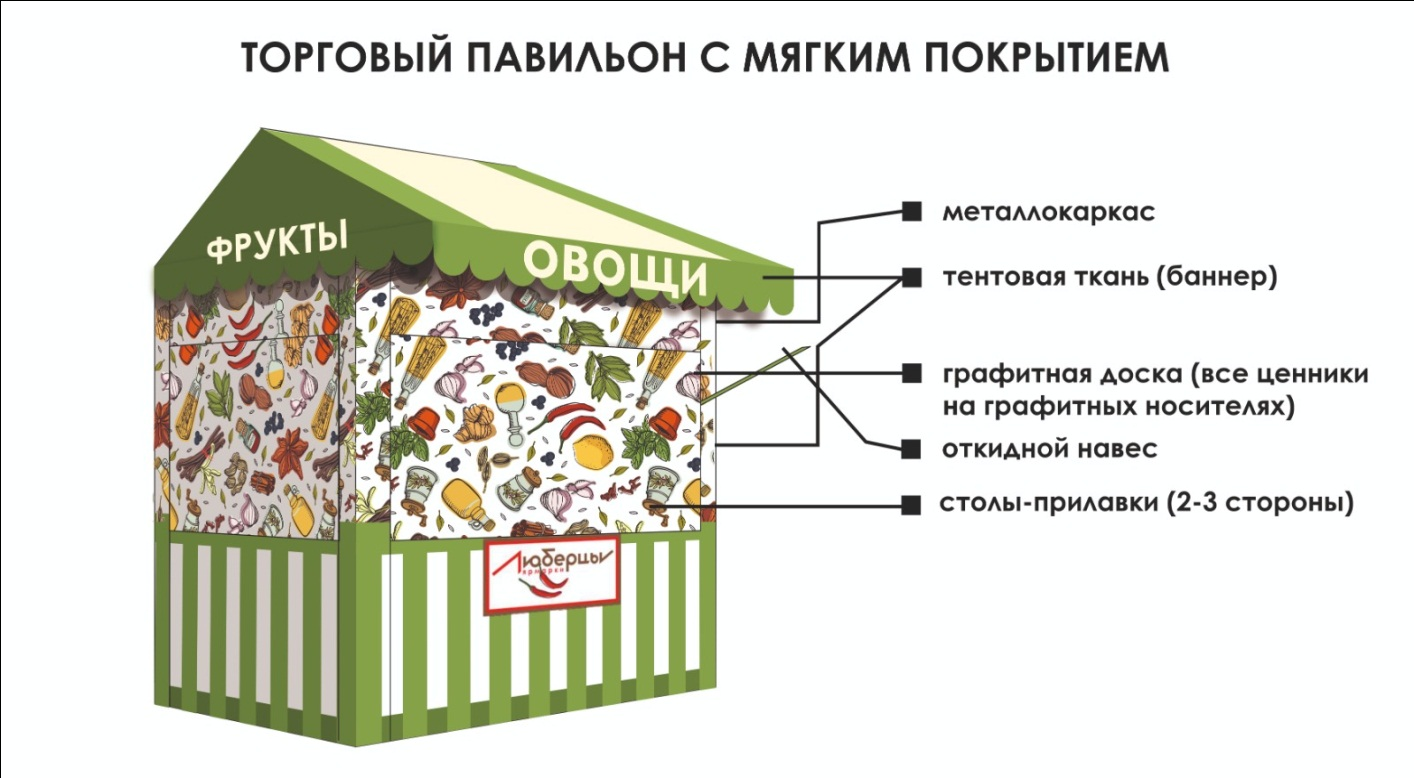 ТОРГОВЫЙ ПАВИЛЬОН С МЯГКИМ ПОКРЫТИЕМ
ФРУКТЫ
ОВОЩИ
металлокаркас
тентовая ткань (баннер)
графитная доска (все ценники
на графитных носителях)
откидной навес
столы-прилавки (2-3 стороны)
Люберцы
ярмарки